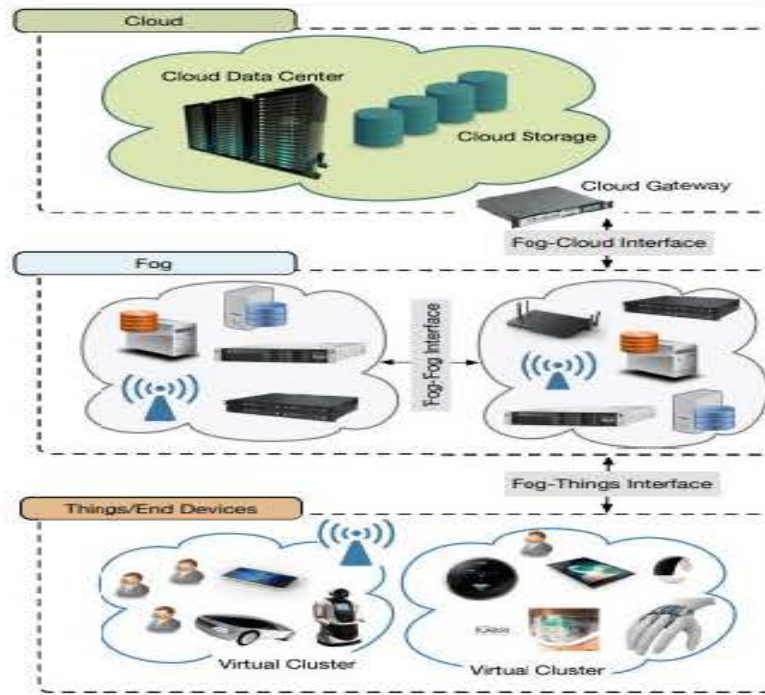 Cloud
Cloud Data Center
Cloud Storage
Cloud Gateway
Fog-Cloud Interface
Fog
Fog-Fog Interface
Fog-Things Interface
Things/End Devices
Virtual Cluster
Virtual Cluster